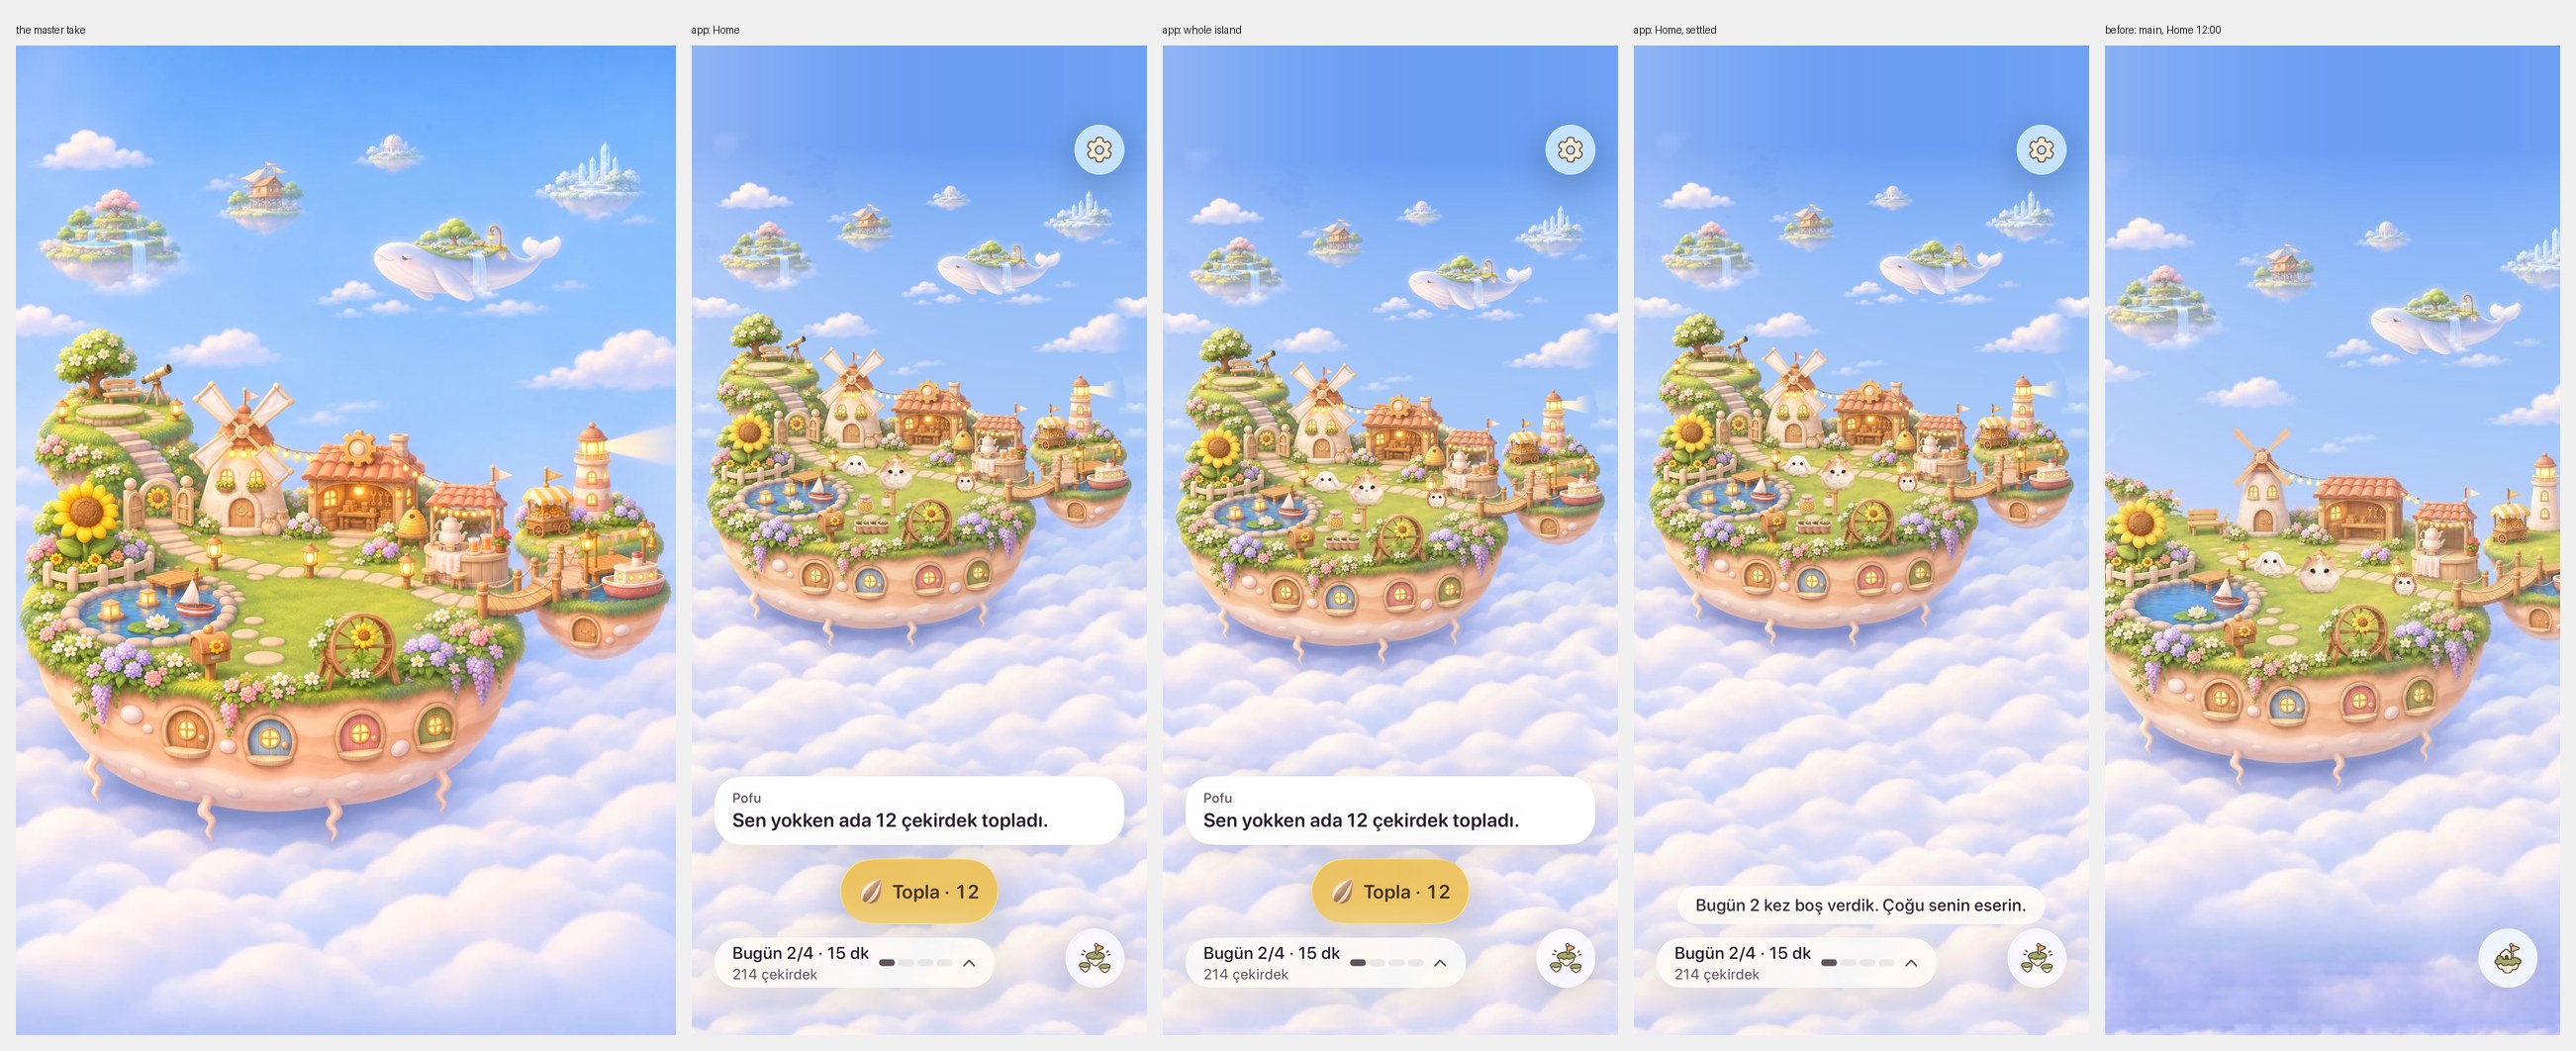 the master take
app: Home
app: whole island
app: Home, settled
before: main, Home 12:00
Pofu
Sen yokken ada 12 çekirdek topladı.
Topla · 12
Bugün 2/4 · 15 dk
214 çekirdek
Pofu
Sen yokken ada 12 çekirdek topladı.
Topla · 12
Bugün 2/4 · 15 dk
214 çekirdek
Bugün 2 kez boş verdik. Çoğu senin eserin.
Bugün 2/4 · 15 dk
214 çekirdek